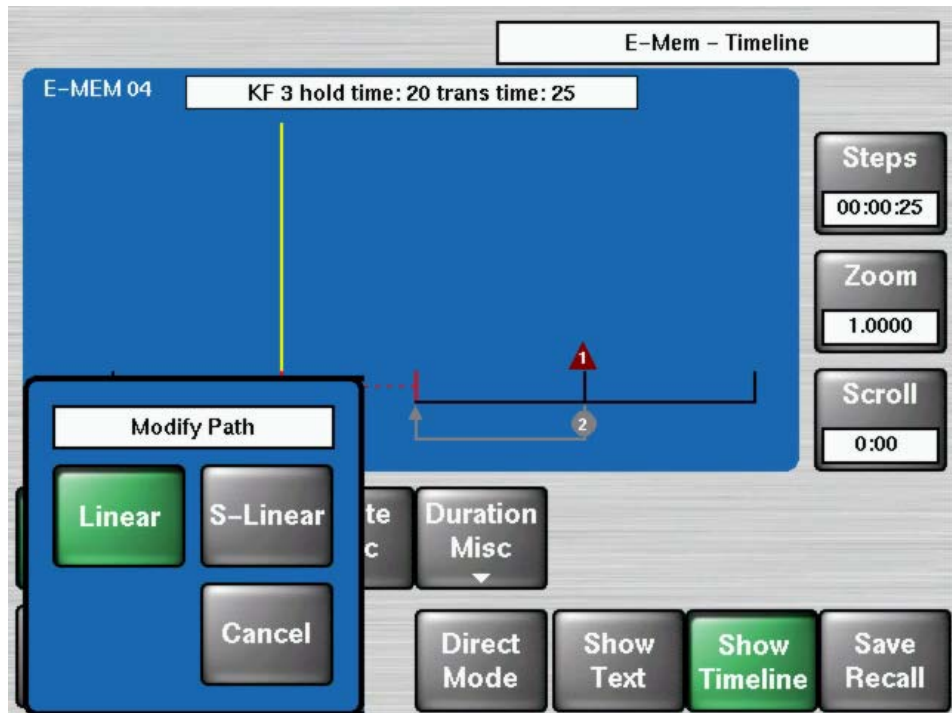 E-Mem - Timeline
E-MEM 04
KF 3 hold time: 20 trans time: 25
Steps
00:00:25
Zoom
1.0000
1
Scroll
0:00
2
Modify Path
Linear
S-Linear
te
c
Duration
Misc
Cancel
Direct
Mode
Show
Text
Show
Timeline
Save
Recall